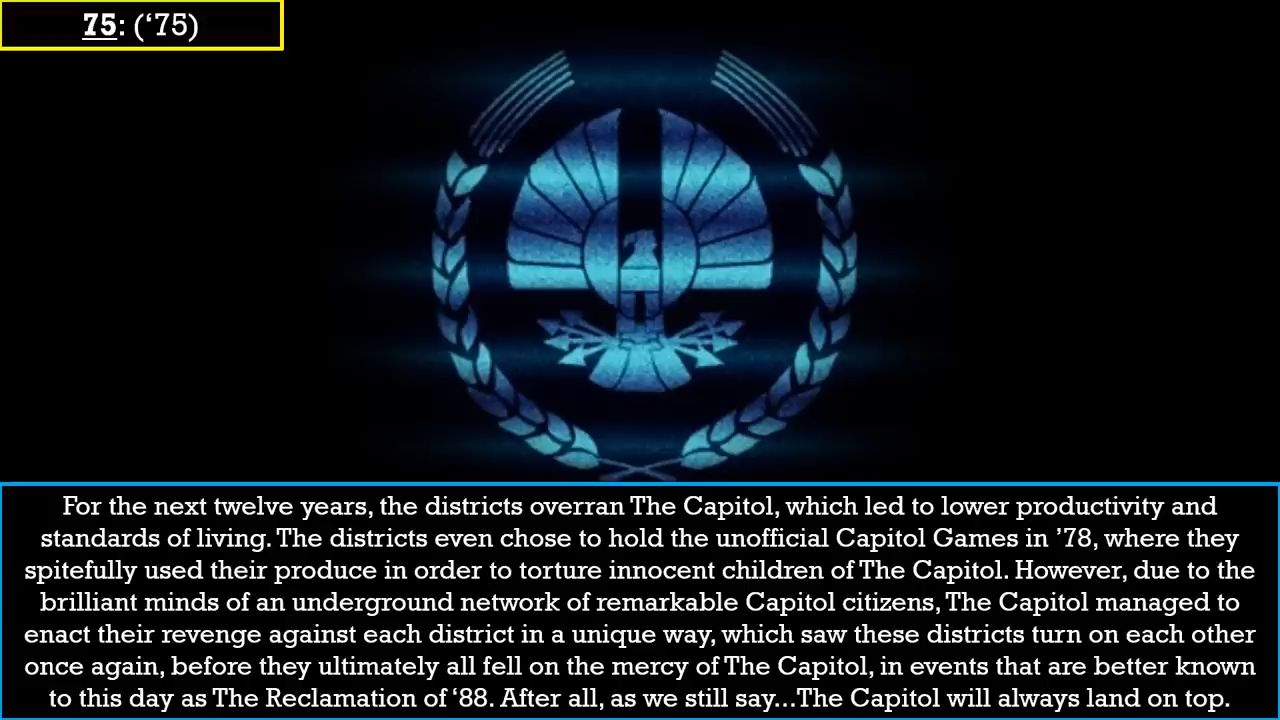 75: (‘75)
For the next twelve years, the districts overran The Capitol, which led to lower productivity and
standards of living. The districts even chose to hold the unofficial Capitol Games in ’78, where they
spitefully used their produce in order to torture innocent children of The Capitol. However, due to the
brilliant minds of an underground network of remarkable Capitol citizens, The Capitol managed to
enact their revenge against each district in a unique way, which saw these districts turn on each other
once again, before they ultimately all fell on the mercy of The Capitol, in events that are better known
to this day as The Reclamation of ‘88. After all, as we still say...The Capitol will always land on top.